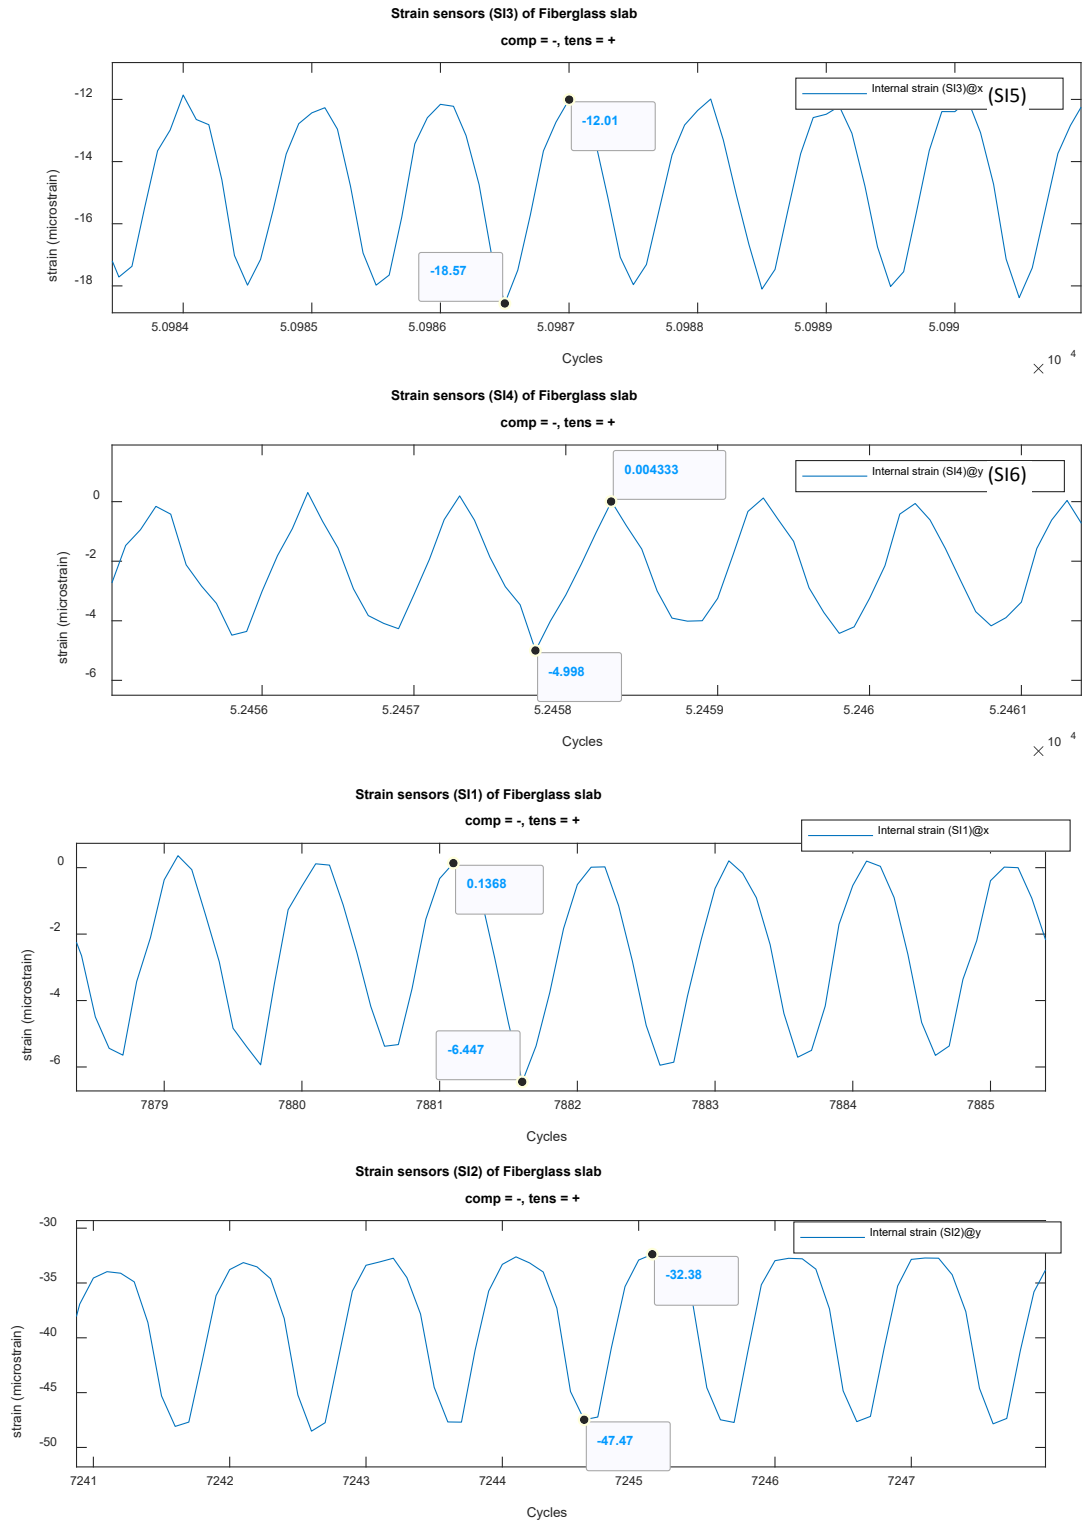 Strain sensors (SI3) of Fiberglass slab
comp = -, tens = +
Internal strain (SI3)@x (SI5)
-12
-14
-16
-18
strain (microstrain)
-12.01
-18.57
5.0984 5.0985 5.0986 5.0987 5.0988 5.0989 5.099
Cycles
× 10 4
Strain sensors (SI4) of Fiberglass slab
comp = -, tens = +
Internal strain (SI4)@y (SI6)
0
-2
-4
-6
strain (microstrain)
0.004333
-4.998
5.2456 5.2457 5.2458 5.2459 5.246 5.2461
Cycles
× 10 4
Strain sensors (SI1) of Fiberglass slab
comp = -, tens = +
Internal strain (SI1)@x
0
-2
-4
-6
strain (microstrain)
0.1368
-6.447
7879 7880 7881 7882 7883 7884 7885
Cycles
Strain sensors (SI2) of Fiberglass slab
comp = -, tens = +
Internal strain (SI2)@y
-30
-35
-40
-45
-50
strain (microstrain)
-32.38
-47.47
7241 7242 7243 7244 7245 7246 7247
Cycles